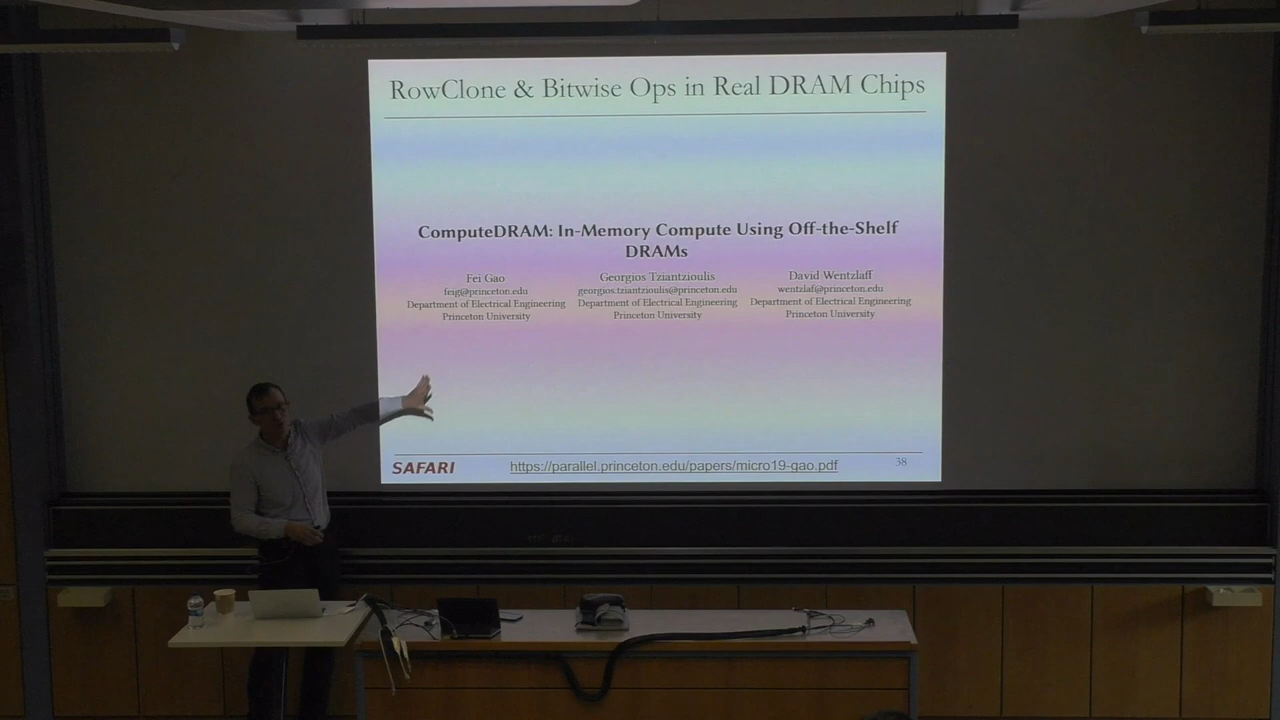 RowClone & Bitwise Ops in Real DRAM Chips
ComputeDRAM: In-Memory Compute Using Off-the-Shelf
DRAMs
Fei Gao
feig@princeton.edu
Department of Electrical Engineering
Princeton University
Georgios Tziantzioulis
georgios.tziantzioulis@princeton.edu
Department of Electrical Engineering
Princeton University
David Wentzlaff
wentzlaf@princeton.edu
Department of Electrical Engineering
Princeton University
SAFARI
https://parallel.princeton.edu/papers/micro19-gao.pdf
38